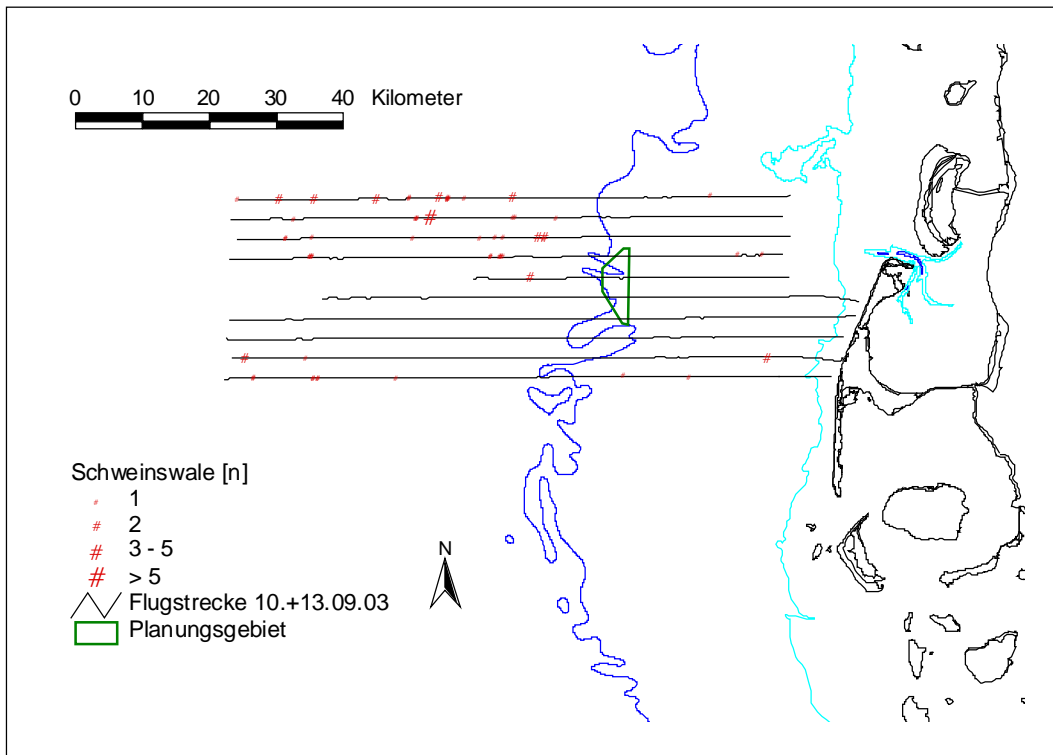 0 10 20 30 40 Kilometer
Schweinswale [n]
# 1
# 2
# 3 - 5
# > 5
Flugstrecke 10.+13.09.03
Planungsgebiet
N